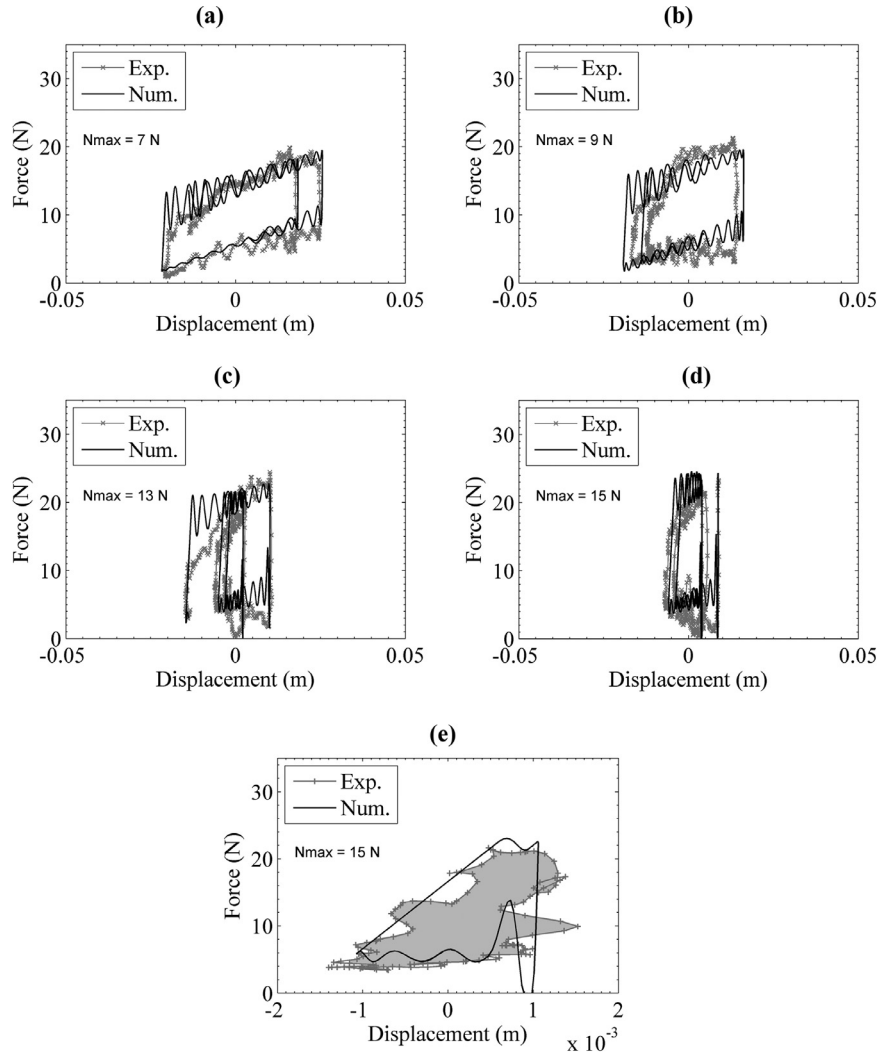 (a)
Force (N)
30
20
10
0
Exp.
Num.
Nmax = 7 N
-0.05
0
0.05
Displacement (m)
(b)
Force (N)
30
20
10
0
Exp.
Num.
Nmax = 9 N
-0.05
0
0.05
Displacement (m)
(c)
Force (N)
30
20
10
0
Exp.
Num.
Nmax = 13 N
-0.05
0
0.05
Displacement (m)
(d)
Force (N)
30
20
10
0
Exp.
Num.
Nmax = 15 N
-0.05
0
0.05
Displacement (m)
(e)
Force (N)
30
20
10
0
Exp.
Num.
Nmax = 15 N
-2
-1
0
1
2
Displacement (m)
x 10⁻³